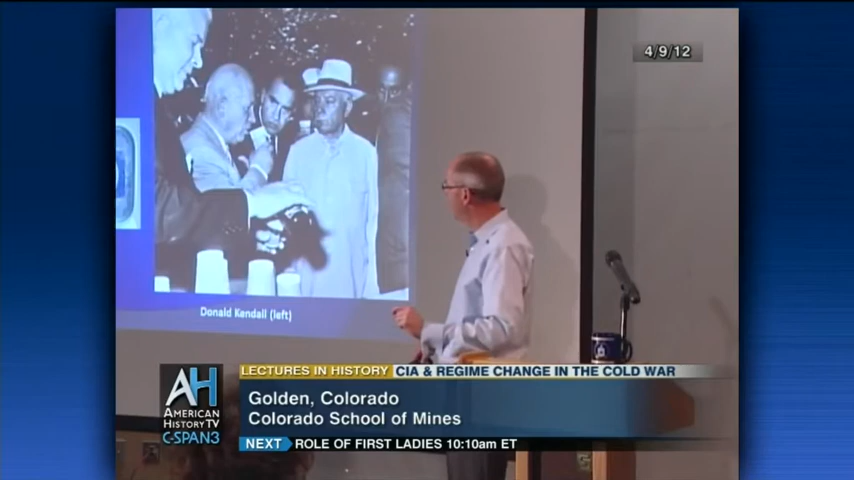 4/9/12
Donald Kendall (left)
LECTURES IN HISTORY CIA & REGIME CHANGE IN THE COLD WAR
AH
AMERICAN
HISTORY TV
C-SPAN3
Golden, Colorado
Colorado School of Mines
NEXT ROLE OF FIRST LADIES 10:10am ET